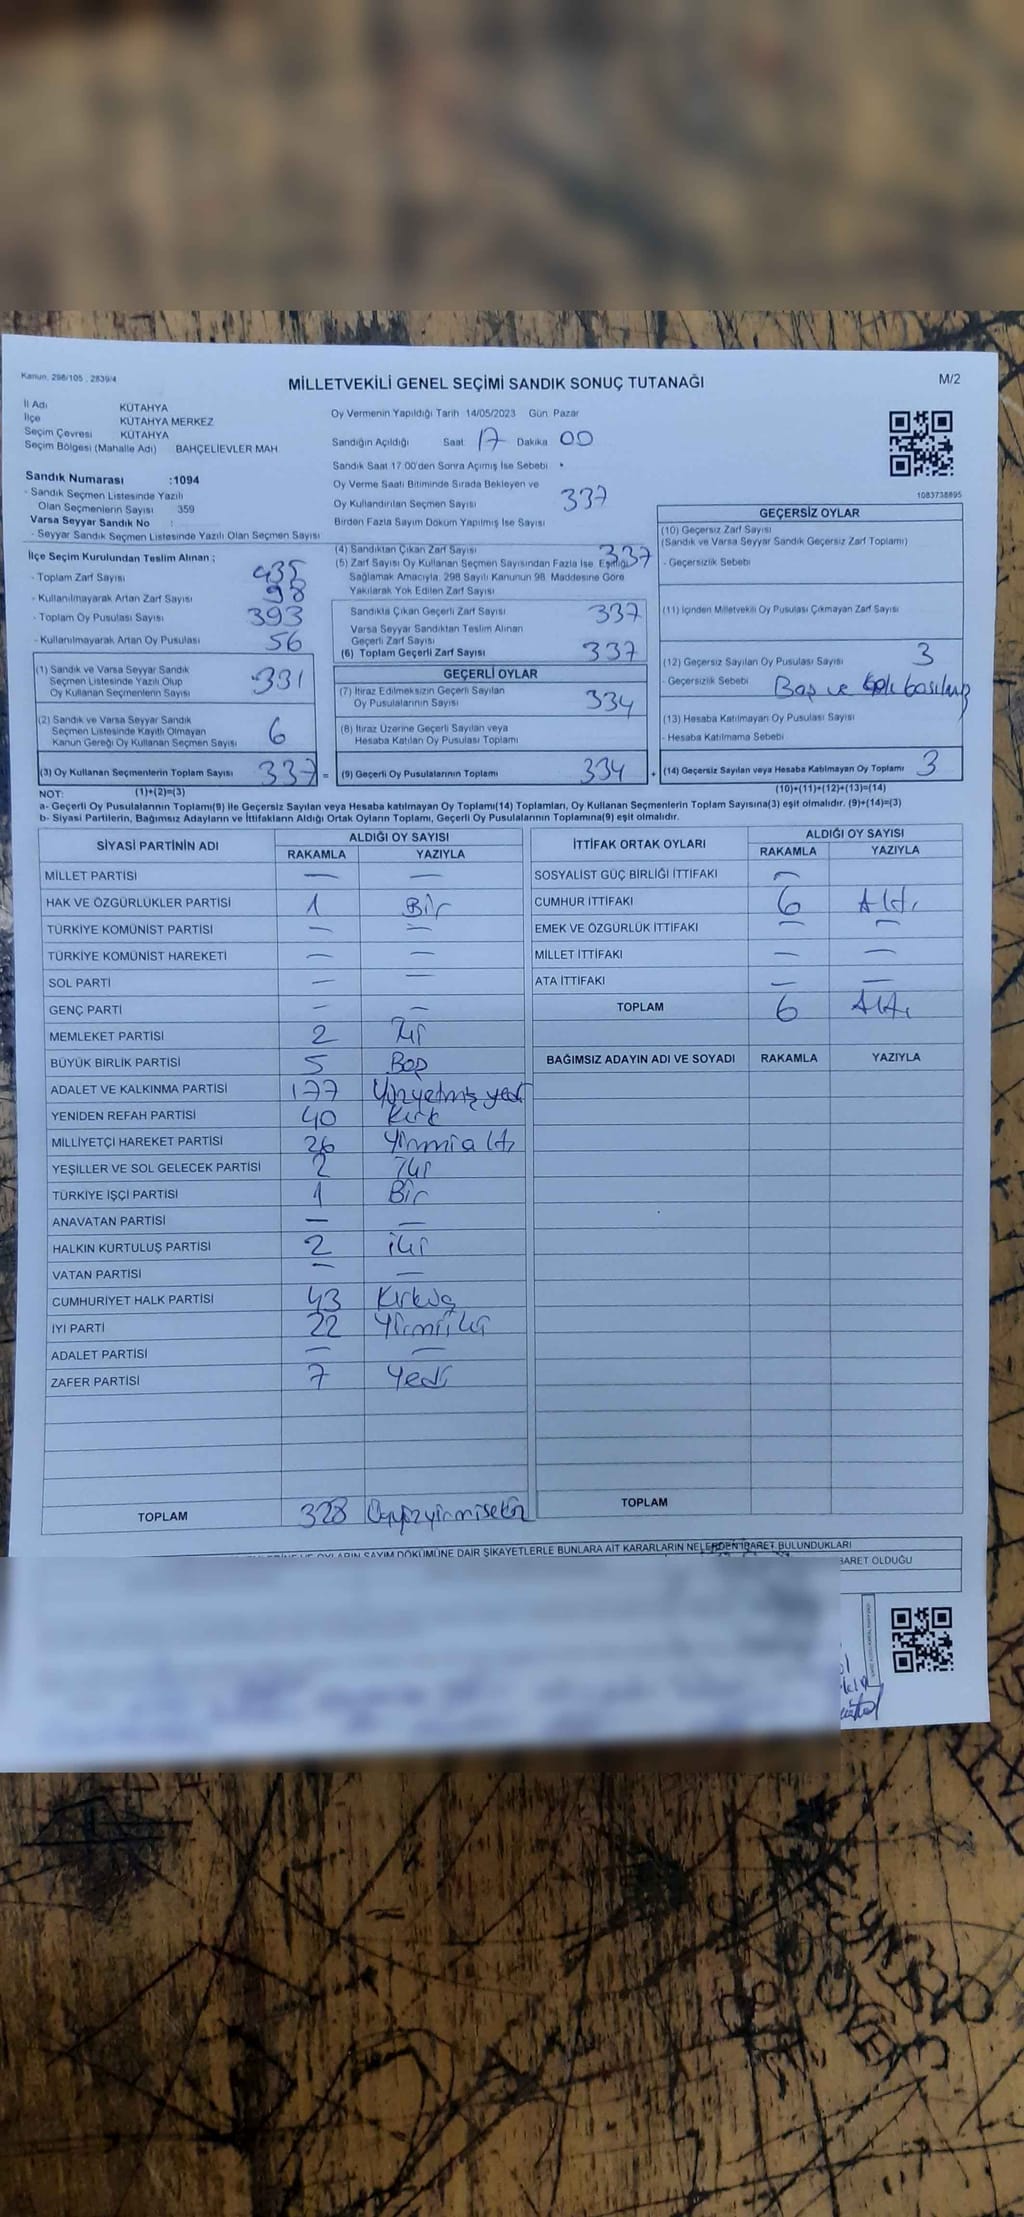 Kanun. 298/105 , 2839/4
MİLLETVEKİLİ GENEL SEÇİMİ SANDIK SONUÇ TUTANAĞI
M/2
İl Adı KÜTAHYA
İlçe KÜTAHYA MERKEZ
Seçim Çevresi KÜTAHYA
Seçim Bölgesi (Mahalle Adı) BAHÇELİEVLER MAH
Sandık Numarası :1094
- Sandık Seçmen Listesinde Yazılı
Olan Seçmenlerin Sayısı 359
Varsa Seyyar Sandık No :
- Seyyar Sandık Seçmen Listesinde Yazılı Olan Seçmen Sayısı
Oy Vermenin Yapıldığı Tarih 14/05/2023 Gün Pazar
Sandığın Açıldığı Saat 17 Dakika 00
Sandık Saat 17:00'den Sonra Açılmış İse Sebebi
Oy Verme Saati Bitiminde Sırada Bekleyen ve
Oy Kullandırılan Seçmen Sayısı 337
Birden Fazla Sayım Döküm Yapılmış İse Sayısı
1083738895
İlçe Seçim Kurulundan Teslim Alınan ;
- Toplam Zarf Sayısı 435
- Kullanılmayarak Artan Zarf Sayısı 98
- Toplam Oy Pusulası Sayısı 393
- Kullanılmayarak Artan Oy Pusulası 56
(1) Sandık ve Varsa Seyyar Sandık
Seçmen Listesinde Yazılı Olup
Oy Kullanan Seçmenlerin Sayısı 331
(2) Sandık ve Varsa Seyyar Sandık
Seçmen Listesinde Kayıtlı Olmayan
Kanun Gereği Oy Kullanan Seçmen Sayısı 6
(3) Oy Kullanan Seçmenlerin Toplam Sayısı 337 =
(4) Sandıktan Çıkan Zarf Sayısı 337
(5) Zarf Sayısı Oy Kullanan Seçmen Sayısından Fazla İse Eşitliği
Sağlamak Amacıyla 298 Sayılı Kanunun 98. Maddesine Göre
Yakılarak Yok Edilen Zarf Sayısı
Sandıkta Çıkan Geçerli Zarf Sayısı 337
Varsa Seyyar Sandıktan Teslim Alınan
Geçerli Zarf Sayısı
(6) Toplam Geçerli Zarf Sayısı 337
GEÇERLİ OYLAR
(7) İtiraz Edilmeksizin Geçerli Sayılan
Oy Pusulalarının Sayısı 334
(8) İtiraz Üzerine Geçerli Sayılan veya
Hesaba Katılan Oy Pusulası Toplamı
(9) Geçerli Oy Pusulalarının Toplamı 334 +
GEÇERSİZ OYLAR
(10) Geçersiz Zarf Sayısı
(Sandık ve Varsa Seyyar Sandık Geçersiz Zarf Toplamı)
- Geçersizlik Sebebi
(11) İçinden Milletvekili Oy Pusulası Çıkmayan Zarf Sayısı
(12) Geçersiz Sayılan Oy Pusulası Sayısı 3
- Geçersizlik Sebebi Boş ve
(13) Hesaba Katılmayan Oy Pusulası Sayısı
- Hesaba Katılmama Sebebi
(14) Geçersiz Sayılan veya Hesaba Katılmayan Oy Toplamı 3
NOT: (1)+(2)=(3)
(10)+(11)+(12)+(13)=(14)
a- Geçerli Oy Pusulalarının Toplamı(9) ile Geçersiz Sayılan veya Hesaba katılmayan Oy Toplamı(14) Toplamları, Oy Kullanan Seçmenlerin Toplam Sayısına(3) eşit olmalıdır. (9)+(14)=(3)
b- Siyasi Partilerin, Bağımsız Adayların ve İttifakların Aldığı Ortak Oyların Toplamı, Geçerli Oy Pusulalarının Toplamına(9) eşit olmalıdır.
SİYASİ PARTİNİN ADI ALDIĞI OY SAYISI
RAKAMLA YAZIYLA
MİLLET PARTİSİ — —
HAK VE ÖZGÜRLÜKLER PARTİSİ 1 Bir
TÜRKİYE KOMÜNİST PARTİSİ — —
TÜRKİYE KOMÜNİST HAREKETİ — —
SOL PARTİ — —
GENÇ PARTİ — —
MEMLEKET PARTİSİ 2 İki
BÜYÜK BİRLİK PARTİSİ 5 Beş
ADALET VE KALKINMA PARTİSİ 177 Yüzyetmiş yedi
YENİDEN REFAH PARTİSİ 40 Kırk
MİLLİYETÇİ HAREKET PARTİSİ 26 Yirmialtı
YEŞİLLER VE SOL GELECEK PARTİSİ 2 İki
TÜRKİYE İŞÇİ PARTİSİ 1 Bir
ANAVATAN PARTİSİ — —
HALKIN KURTULUŞ PARTİSİ 2 iki
VATAN PARTİSİ — —
CUMHURİYET HALK PARTİSİ 43 Kırküç
İYİ PARTİ 22 Yirmiiki
ADALET PARTİSİ — —
ZAFER PARTİSİ 7 Yedi
TOPLAM 328 Üçyüzyirmisekiz
İTTİFAK ORTAK OYLARI ALDIĞI OY SAYISI
RAKAMLA YAZIYLA
SOSYALİST GÜÇ BİRLİĞİ İTTİFAKI —
CUMHUR İTTİFAKI 6 Altı
EMEK VE ÖZGÜRLÜK İTTİFAKI — —
MİLLET İTTİFAKI — —
ATA İTTİFAKI — —
TOPLAM 6 Altı
BAĞIMSIZ ADAYIN ADI VE SOYADI RAKAMLA YAZIYLA
TOPLAM
OYLARIN SAYIM DÖKÜMÜNE DAİR ŞİKAYETLERLE BUNLARA AİT KARARLARIN NELERDEN İBARET BULUNDUKLARI
İBARET OLDUĞU